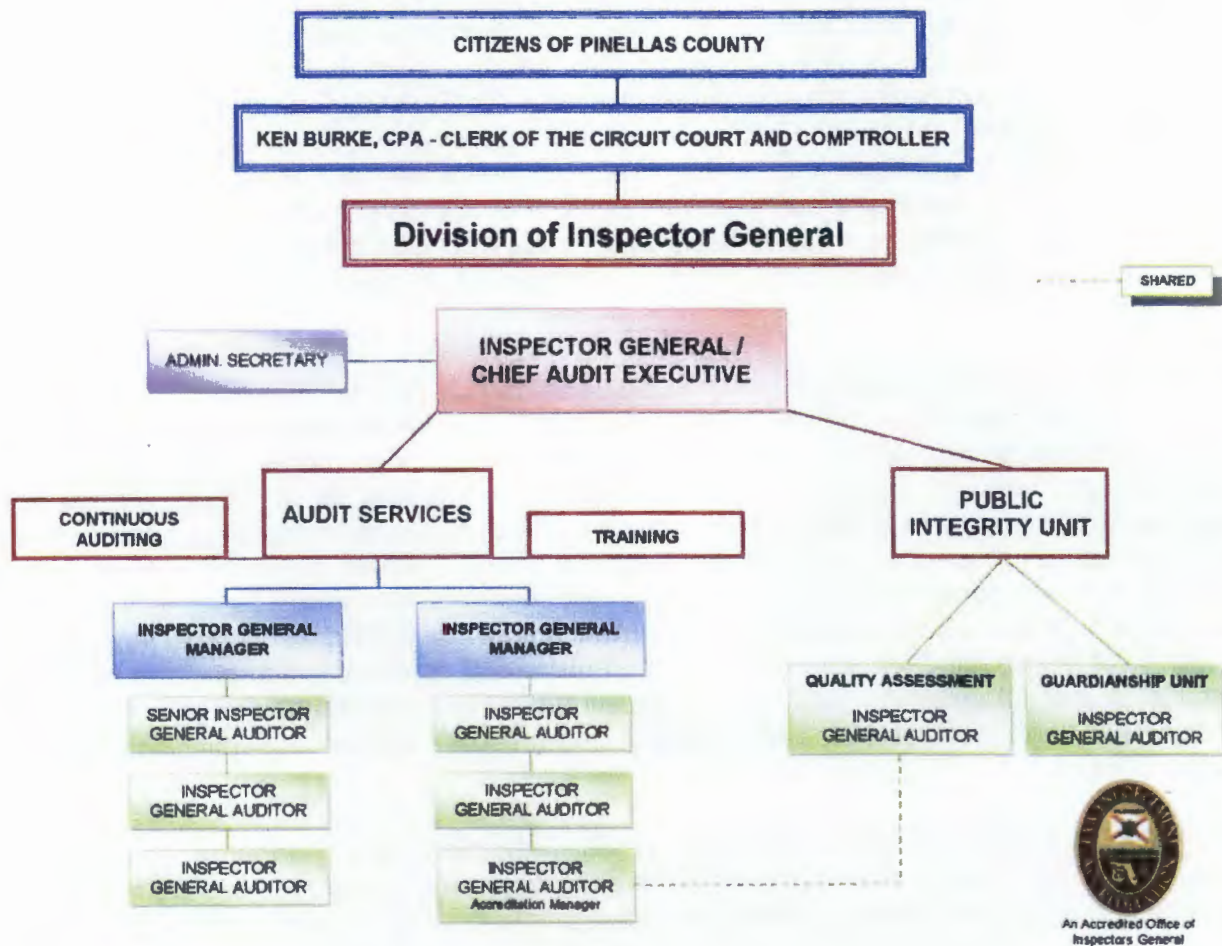 CITIZENS OF PINELLAS COUNTY
KEN BURKE, CPA - CLERK OF THE CIRCUIT COURT AND COMPTROLLER
Division of Inspector General
SHARED
ADMIN. SECRETARY
INSPECTOR GENERAL /
CHIEF AUDIT EXECUTIVE
CONTINUOUS
AUDITING
AUDIT SERVICES
TRAINING
PUBLIC
INTEGRITY UNIT
INSPECTOR GENERAL
MANAGER
SENIOR INSPECTOR
GENERAL AUDITOR
INSPECTOR
GENERAL AUDITOR
INSPECTOR
GENERAL AUDITOR
INSPECTOR GENERAL
MANAGER
INSPECTOR
GENERAL AUDITOR
INSPECTOR
GENERAL AUDITOR
INSPECTOR
GENERAL AUDITOR
Accreditation Manager
QUALITY ASSESSMENT
INSPECTOR
GENERAL AUDITOR
GUARDIANSHIP UNIT
INSPECTOR
GENERAL AUDITOR
An Accredited Office of
Inspectors General